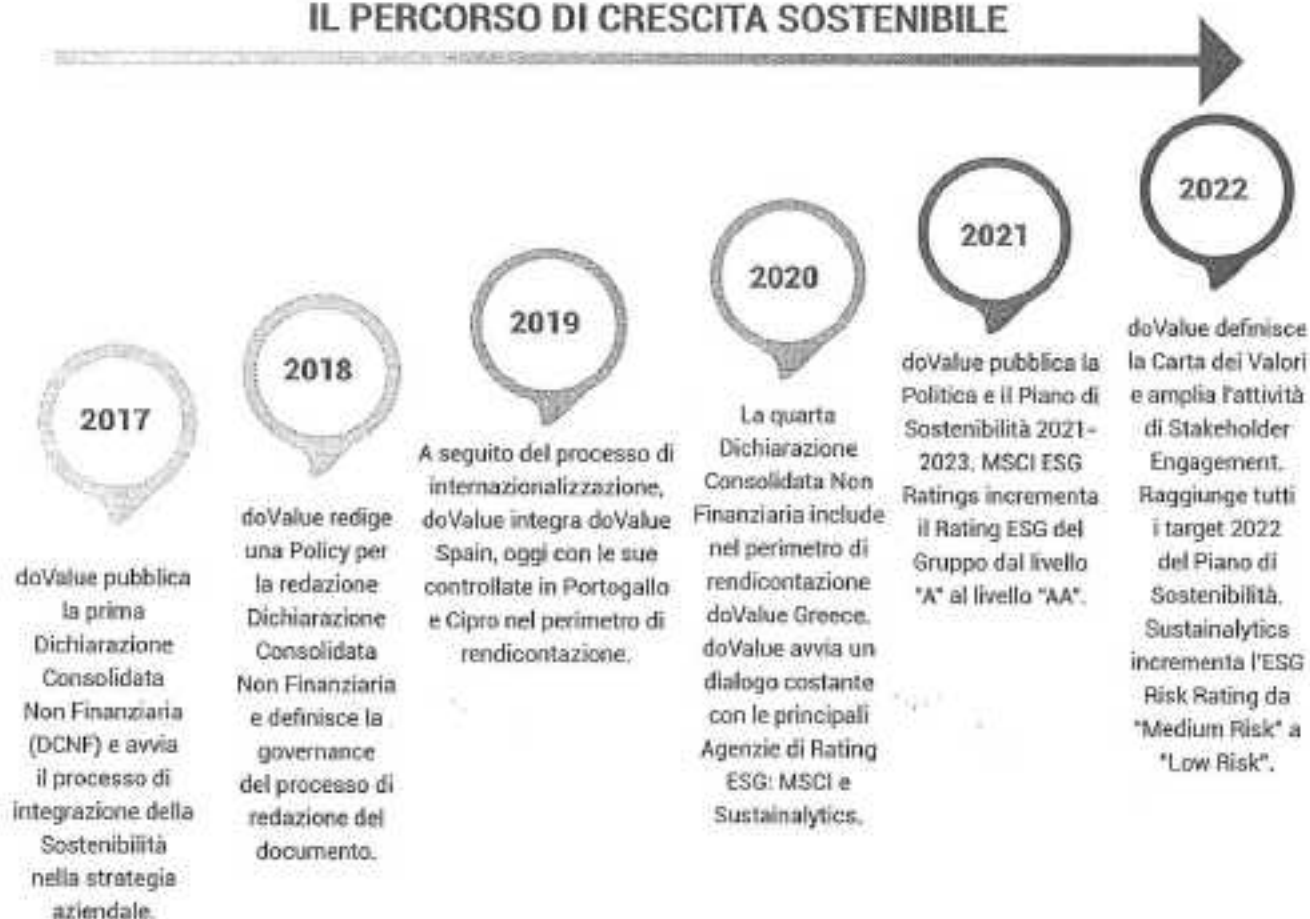 IL PERCORSO DI CRESCITA SOSTENIBILE
2017
doValue pubblica
la prima
Dichiarazione
Consolidata
Non Finanziaria
(DCNF) e avvia
il processo di
integrazione della
Sostenibilità
nella strategia
aziendale.
2018
doValue redige
una Policy per
la redazione
Dichiarazione
Consolidata
Non Finanziaria
e definisce la
governance
del processo di
redazione del
documento.
2019
A seguito del processo di
internazionalizzazione,
doValue integra doValue
Spain, oggi con le sue
controllate in Portogallo
e Cipro nel perimetro di
rendicontazione.
2020
La quarta
Dichiarazione
Consolidata Non
Finanziaria include
nel perimetro di
rendicontazione
doValue Greece.
doValue avvia un
dialogo costante
con le principali
Agenzie di Rating
ESG: MSCI e
Sustainalytics.
2021
doValue pubblica la
Politica e il Piano di
Sostenibilità 2021-
2023. MSCI ESG
Ratings incrementa
il Rating ESG del
Gruppo dal livello
"A" al livello "AA".
2022
doValue definisce
la Carta dei Valori
e amplia l'attività
di Stakeholder
Engagement.
Raggiunge tutti
i target 2022
del Piano di
Sostenibilità.
Sustainalytics
incrementa l'ESG
Risk Rating da
"Medium Risk" a
"Low Risk".